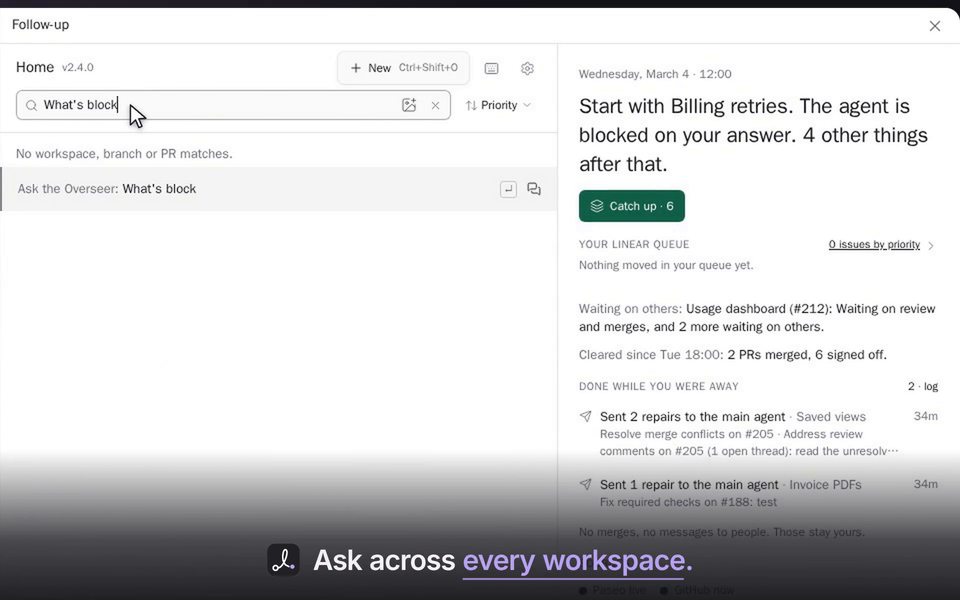 Follow-up
Home v2.4.0
New Ctrl+Shift+O
What's block
Priority
No workspace, branch or PR matches.
Ask the Overseer: What's block
Wednesday, March 4 · 12:00
Start with Billing retries. The agent is
blocked on your answer. 4 other things
after that.
Catch up · 6
YOUR LINEAR QUEUE
0 issues by priority
Nothing moved in your queue yet.
Waiting on others: Usage dashboard (#212): Waiting on review
and merges, and 2 more waiting on others.
Cleared since Tue 18:00: 2 PRs merged, 6 signed off.
DONE WHILE YOU WERE AWAY
2 · log
Sent 2 repairs to the main agent · Saved views
34m
Resolve merge conflicts on #205 · Address review
comments on #205 (1 open thread): read the unresolv···
Sent 1 repair to the main agent · Invoice PDFs
34m
Fix required checks on #188: test
No merges, no messages to people. Those stay yours.
Ask across every workspace.
GitHub now